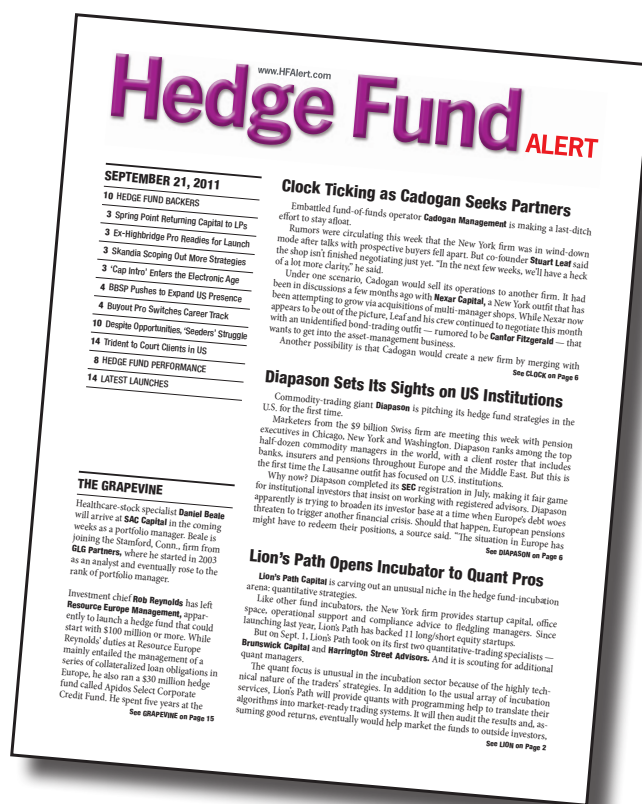 www.HFAlert.com
Hedge Fund ALERT
SEPTEMBER 21, 2011
10 HEDGE FUND BACKERS
3 Spring Point Returning Capital to LPs
3 Ex-Highbridge Pro Readies for Launch
3 Skandia Scoping Out More Strategies
3 'Cap Intro' Enters the Electronic Age
4 BBSP Pushes to Expand US Presence
4 Buyout Pro Switches Career Track
10 Despite Opportunities, 'Seeders' Struggle
14 Trident to Court Clients in US
8 HEDGE FUND PERFORMANCE
14 LATEST LAUNCHES
THE GRAPEVINE
Healthcare-stock specialist Daniel Beale
will arrive at SAC Capital in the coming
weeks as a portfolio manager. Beale is
joining the Stamford, Conn., firm from
GLG Partners, where he started in 2003
as an analyst and eventually rose to the
rank of portfolio manager.
Investment chief Rob Reynolds has left
Resource Europe Management, appar-
ently to launch a hedge fund that could
start with $100 million or more. While
Reynolds' duties at Resource Europe
mainly entailed the management of a
series of collateralized loan obligations in
Europe, he also ran a $30 million hedge
fund called Apidos Select Corporate
Credit Fund. He spent five years at the
See GRAPEVINE on Page 15
Clock Ticking as Cadogan Seeks Partners
Embattled fund-of-funds operator Cadogan Management is making a last-ditch
effort to stay afloat.
Rumors were circulating this week that the New York firm was in wind-down
mode after talks with prospective buyers fell apart. But co-founder Stuart Leaf said
the shop isn't finished negotiating just yet. "In the next few weeks, we'll have a heck
of a lot more clarity," he said.
Under one scenario, Cadogan would sell its operations to another firm. It had
been in discussions a few months ago with Nexar Capital, a New York outfit that has
been attempting to grow via acquisitions of multi-manager shops. While Nexar now
appears to be out of the picture, Leaf and his crew continued to negotiate this month
with an unidentified bond-trading outfit — rumored to be Cantor Fitzgerald — that
wants to get into the asset-management business.
Another possibility is that Cadogan would create a new firm by merging with
See CLOCK on Page 6
Diapason Sets Its Sights on US Institutions
Commodity-trading giant Diapason is pitching its hedge fund strategies in the
U.S. for the first time.
Marketers from the $9 billion Swiss firm are meeting this week with pension
executives in Chicago, New York and Washington. Diapason ranks among the top
half-dozen commodity managers in the world, with a client roster that includes
banks, insurers and pensions throughout Europe and the Middle East. But this is
the first time the Lausanne outfit has focused on U.S. institutions.
Why now? Diapason completed its SEC registration in July, making it fair game
for institutional investors that insist on working with registered advisors. Diapason
apparently is trying to broaden its investor base at a time when Europe's debt woes
threaten to trigger another financial crisis. Should that happen, European pensions
might have to redeem their positions, a source said. "The situation in Europe has
See DIAPASON on Page 6
Lion's Path Opens Incubator to Quant Pros
Lion's Path Capital is carving out an unusual niche in the hedge fund-incubation
arena: quantitative strategies.
Like other fund incubators, the New York firm provides startup capital, office
space, operational support and compliance advice to fledgling managers. Since
launching last year, Lion's Path has backed 11 long/short equity startups.
But on Sept. 1, Lion's Path took on its first two quantitative-trading specialists —
Brunswick Capital and Harrington Street Advisors. And it is scouting for additional
quant managers.
The quant focus is unusual in the incubation sector because of the highly tech-
nical nature of the traders' strategies. In addition to the usual array of incubation
services, Lion's Path will provide quants with programming help to translate their
algorithms into market-ready trading systems. It will then audit the results and, as-
suming good returns, eventually would help market the funds to outside investors,
See LION on Page 2